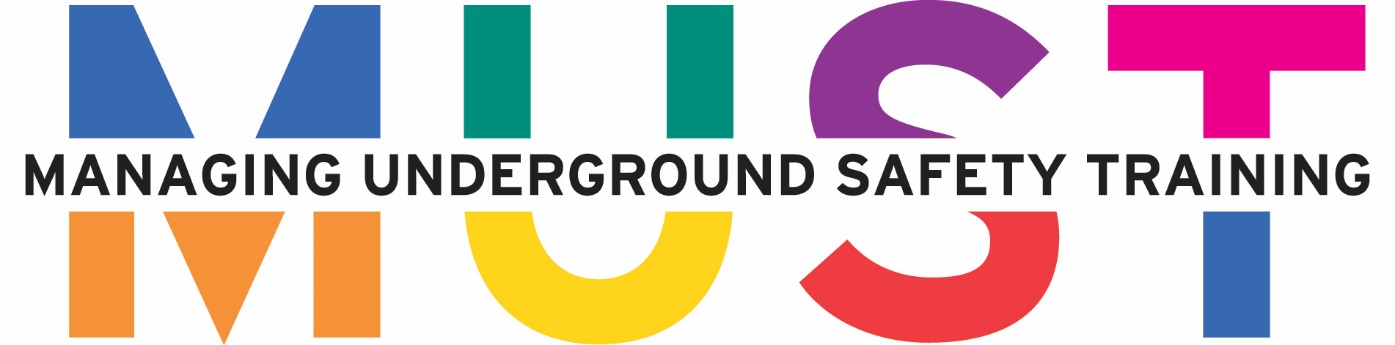 MUST
MANAGING UNDERGROUND SAFETY TRAINING